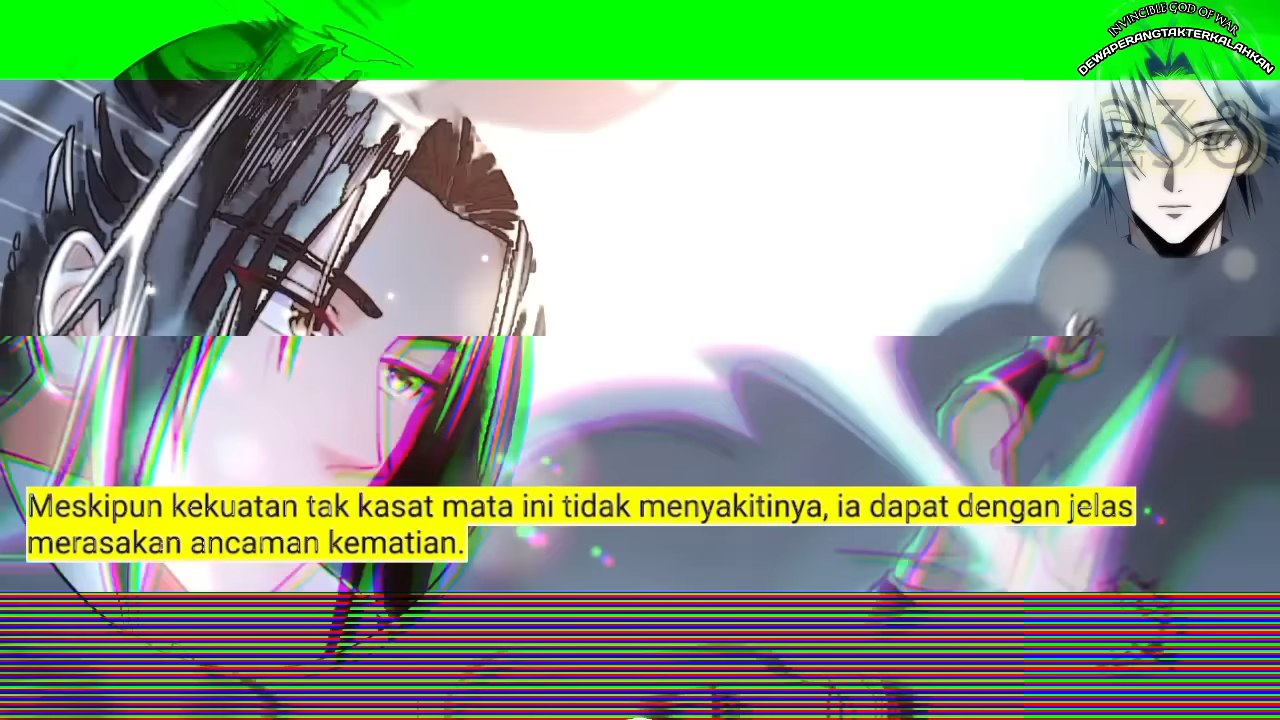 INVINCIBLE GOD OF WAR
DEWAPERANGTAKTERKALAHKAN
238
Meskipun kekuatan tak kasat mata ini tidak menyakitinya, ia dapat dengan jelas
merasakan ancaman kematian.